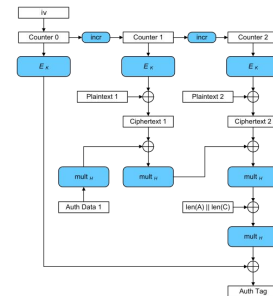 iv
Counter 0 incr Counter 1 incr Counter 2
E K E K E K
Plaintext 1 Plaintext 2
Ciphertext 1 Ciphertext 2
mult H mult H mult H
Auth Data 1 len(A) || len(C)
mult H
Auth Tag